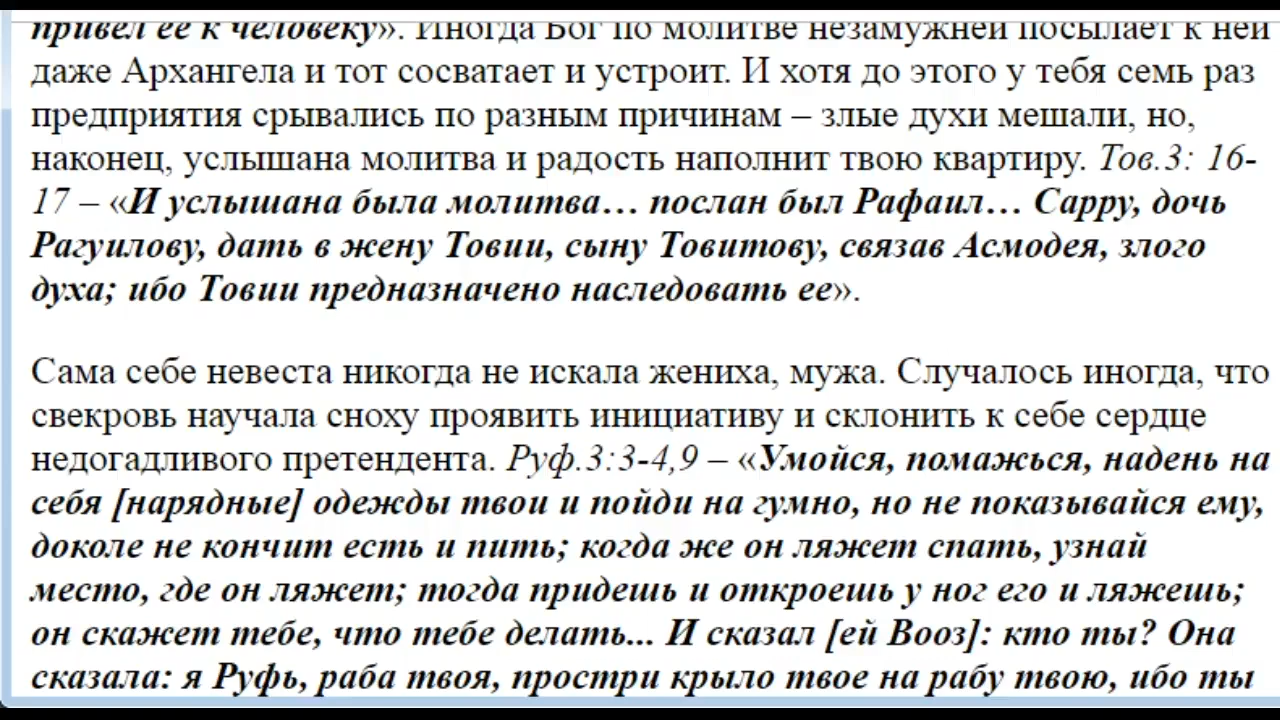 привел ее к человеку». Иногда Бог по молитве незамужней посылает к ней
даже Архангела и тот сосватает и устроит. И хотя до этого у тебя семь раз
предприятия срывались по разным причинам – злые духи мешали, но,
наконец, услышана молитва и радость наполнит твою квартиру. Тов.3: 16-
17 – «И услышана была молитва… послан был Рафаил… Сарру, дочь
Рагуилову, дать в жену Товии, сыну Товитову, связав Асмодея, злого
духа; ибо Товии предназначено наследовать ее».
Сама себе невеста никогда не искала жениха, мужа. Случалось иногда, что
свекровь научала сноху проявить инициативу и склонить к себе сердце
недогадливого претендента. Руф.3:3-4,9 – «Умойся, помажься, надень на
себя [нарядные] одежды твои и пойди на гумно, но не показывайся ему,
доколе не кончит есть и пить; когда же он ляжет спать, узнай
место, где он ляжет; тогда придешь и откроешь у ног его и ляжешь;
он скажет тебе, что тебе делать... И сказал [ей Вооз]: кто ты? Она
сказала: я Руфь, раба твоя, простри крыло твое на рабу твою, ибо ты